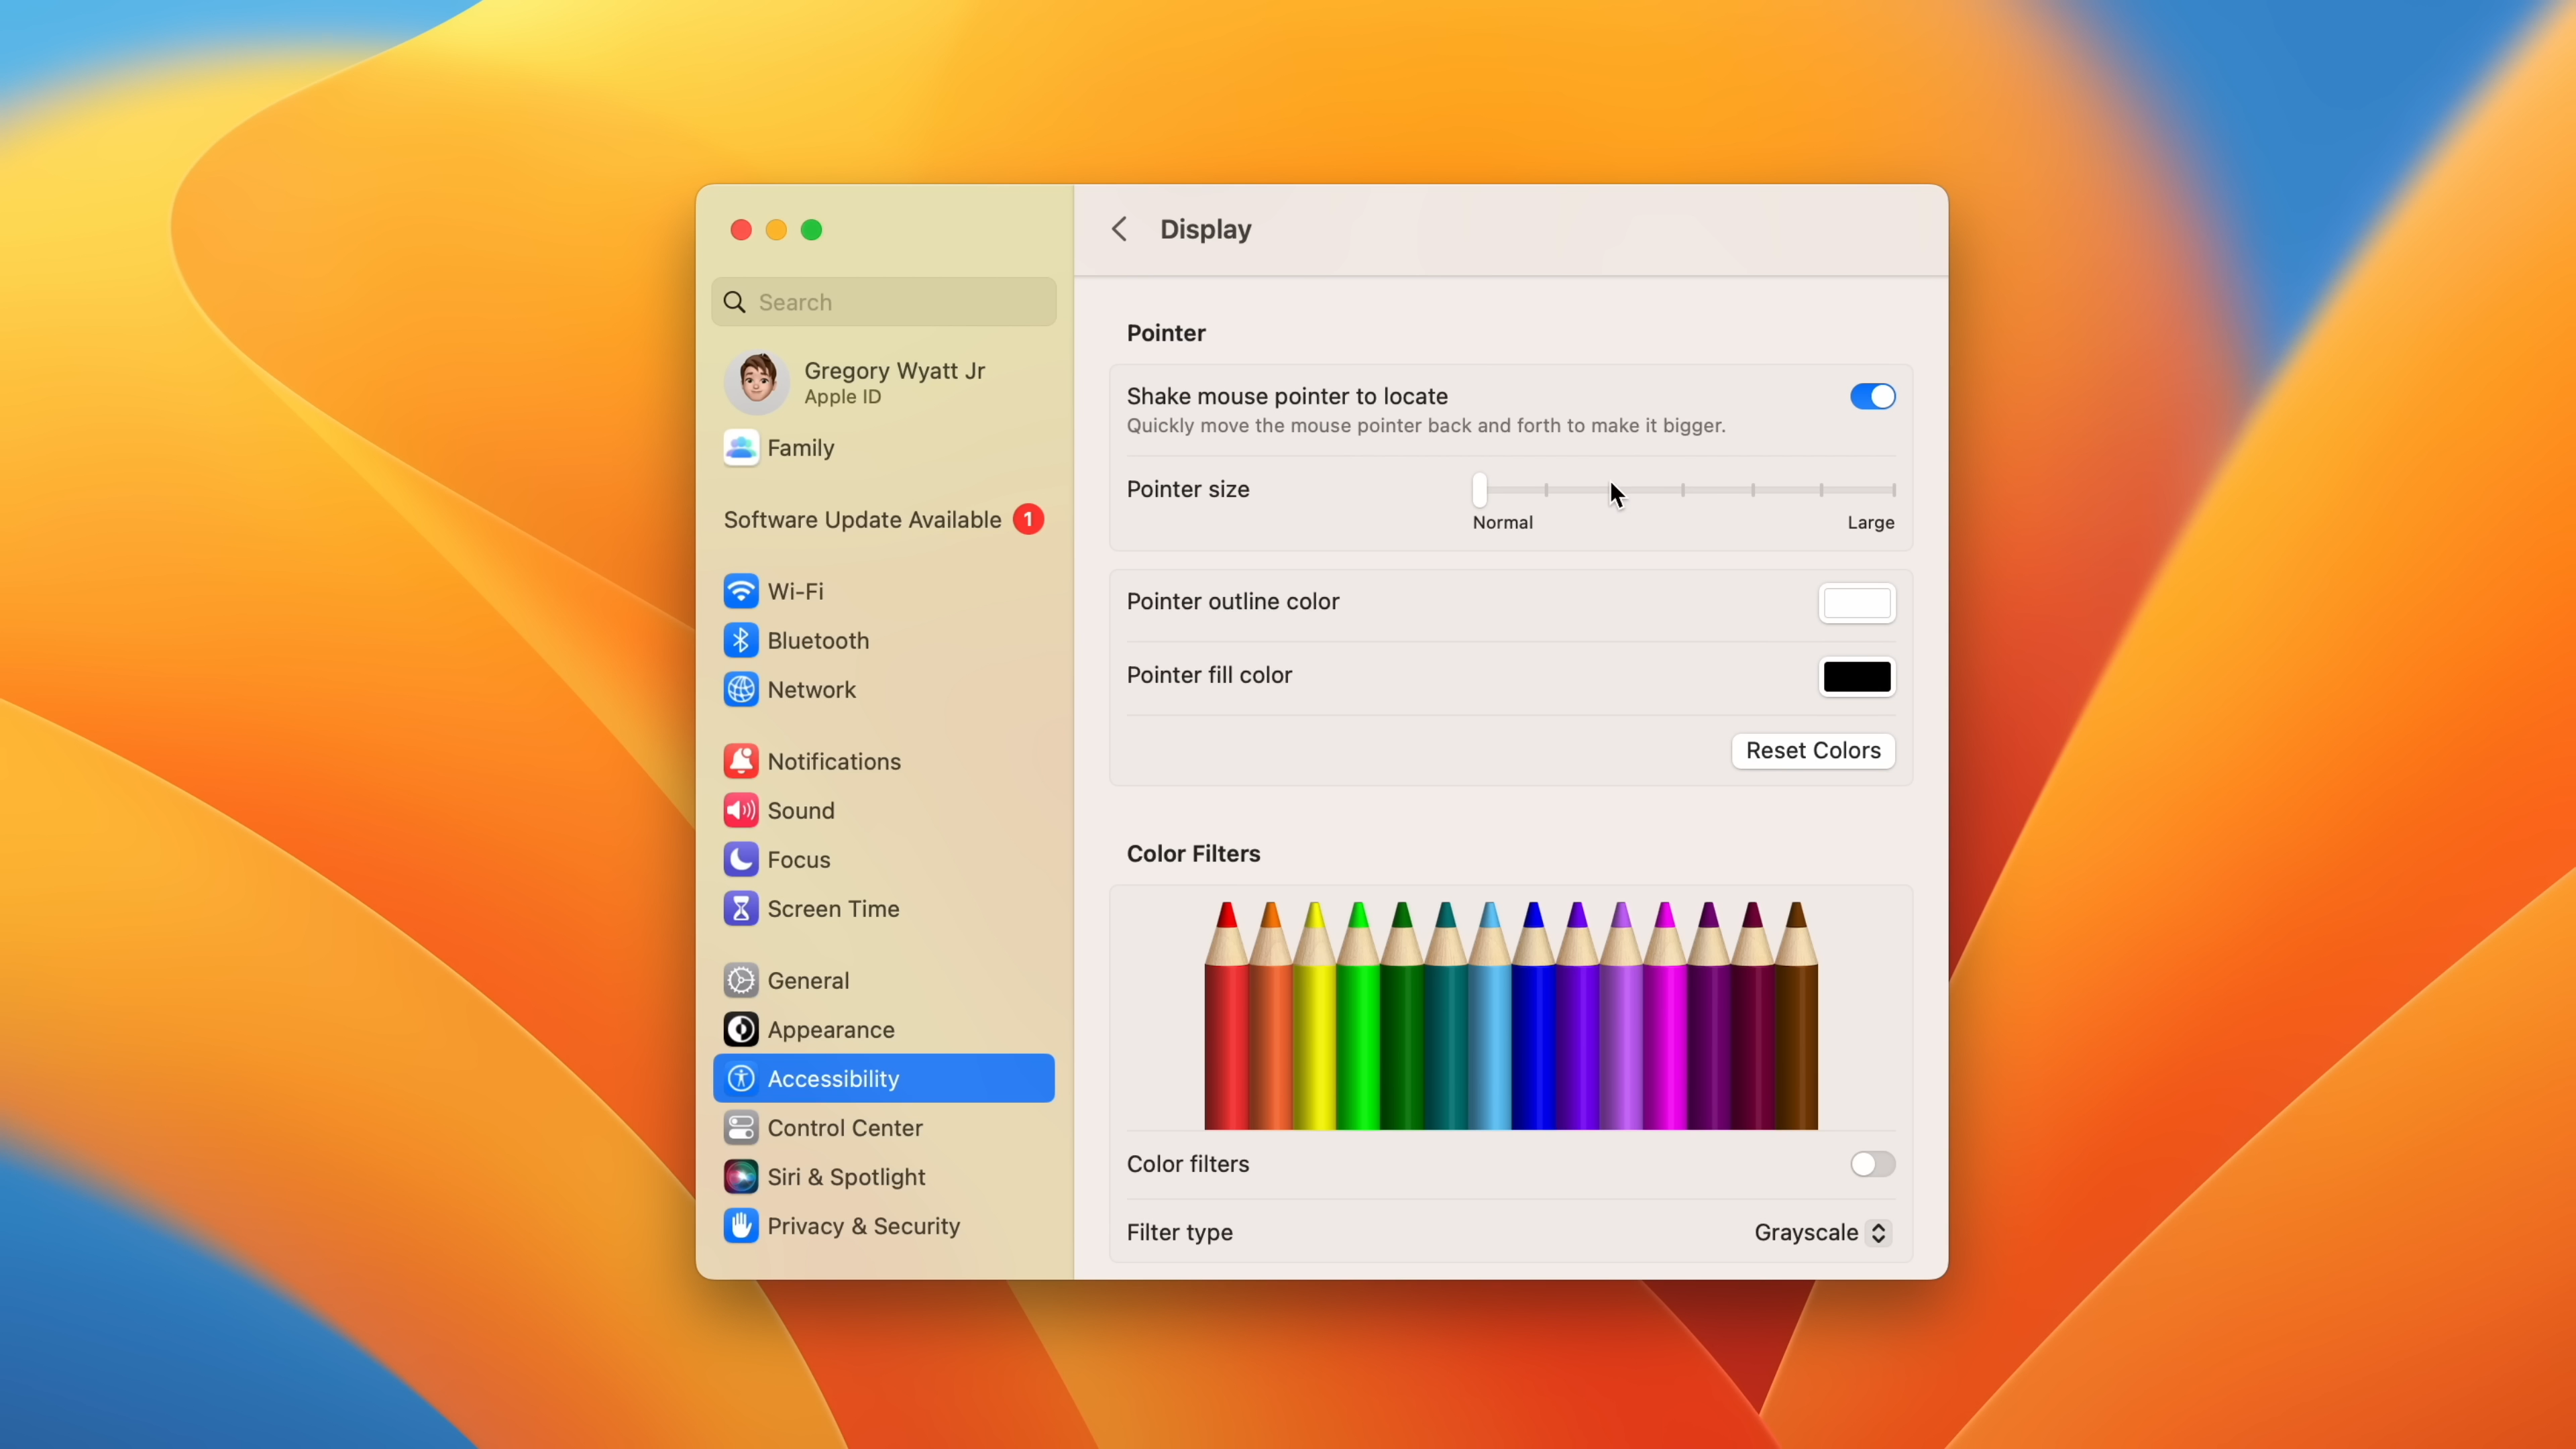 Search
Gregory Wyatt Jr
Apple ID
Family
Software Update Available 1
Wi-Fi
Bluetooth
Network
Notifications
Sound
Focus
Screen Time
General
Appearance
Accessibility
Control Center
Siri & Spotlight
Privacy & Security
Display
Pointer
Shake mouse pointer to locate
Quickly move the mouse pointer back and forth to make it bigger.
Pointer size
Normal Large
Pointer outline color
Pointer fill color
Reset Colors
Color Filters
Color filters
Filter type Grayscale